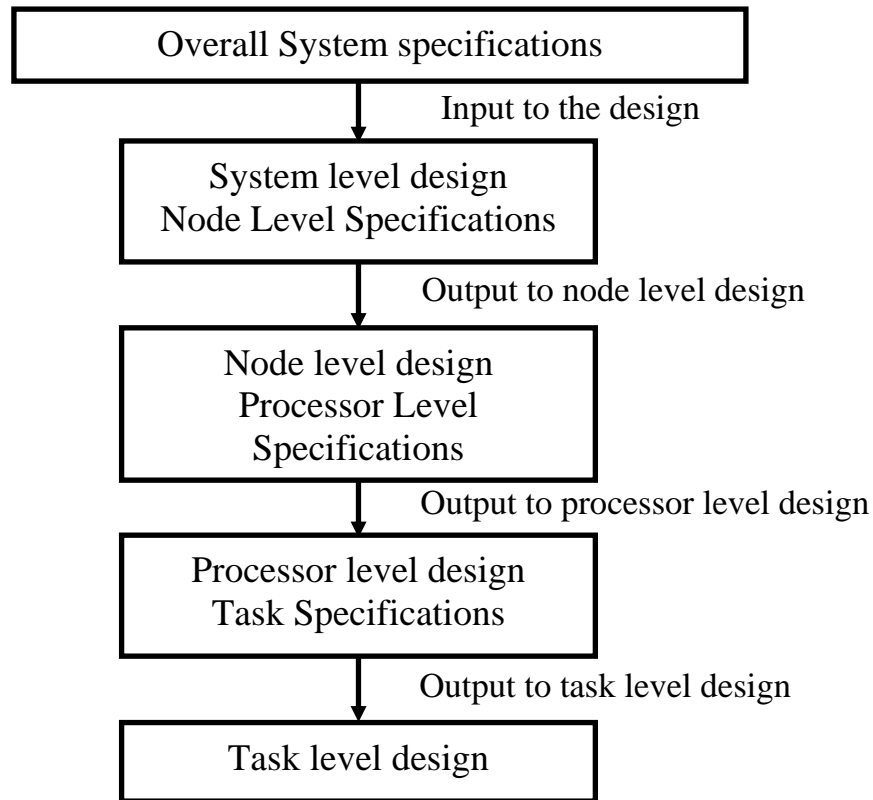 Overall System specifications
Input to the design
System level design
Node Level Specifications
Output to node level design
Node level design
Processor Level
Specifications
Output to processor level design
Processor level design
Task Specifications
Output to task level design
Task level design